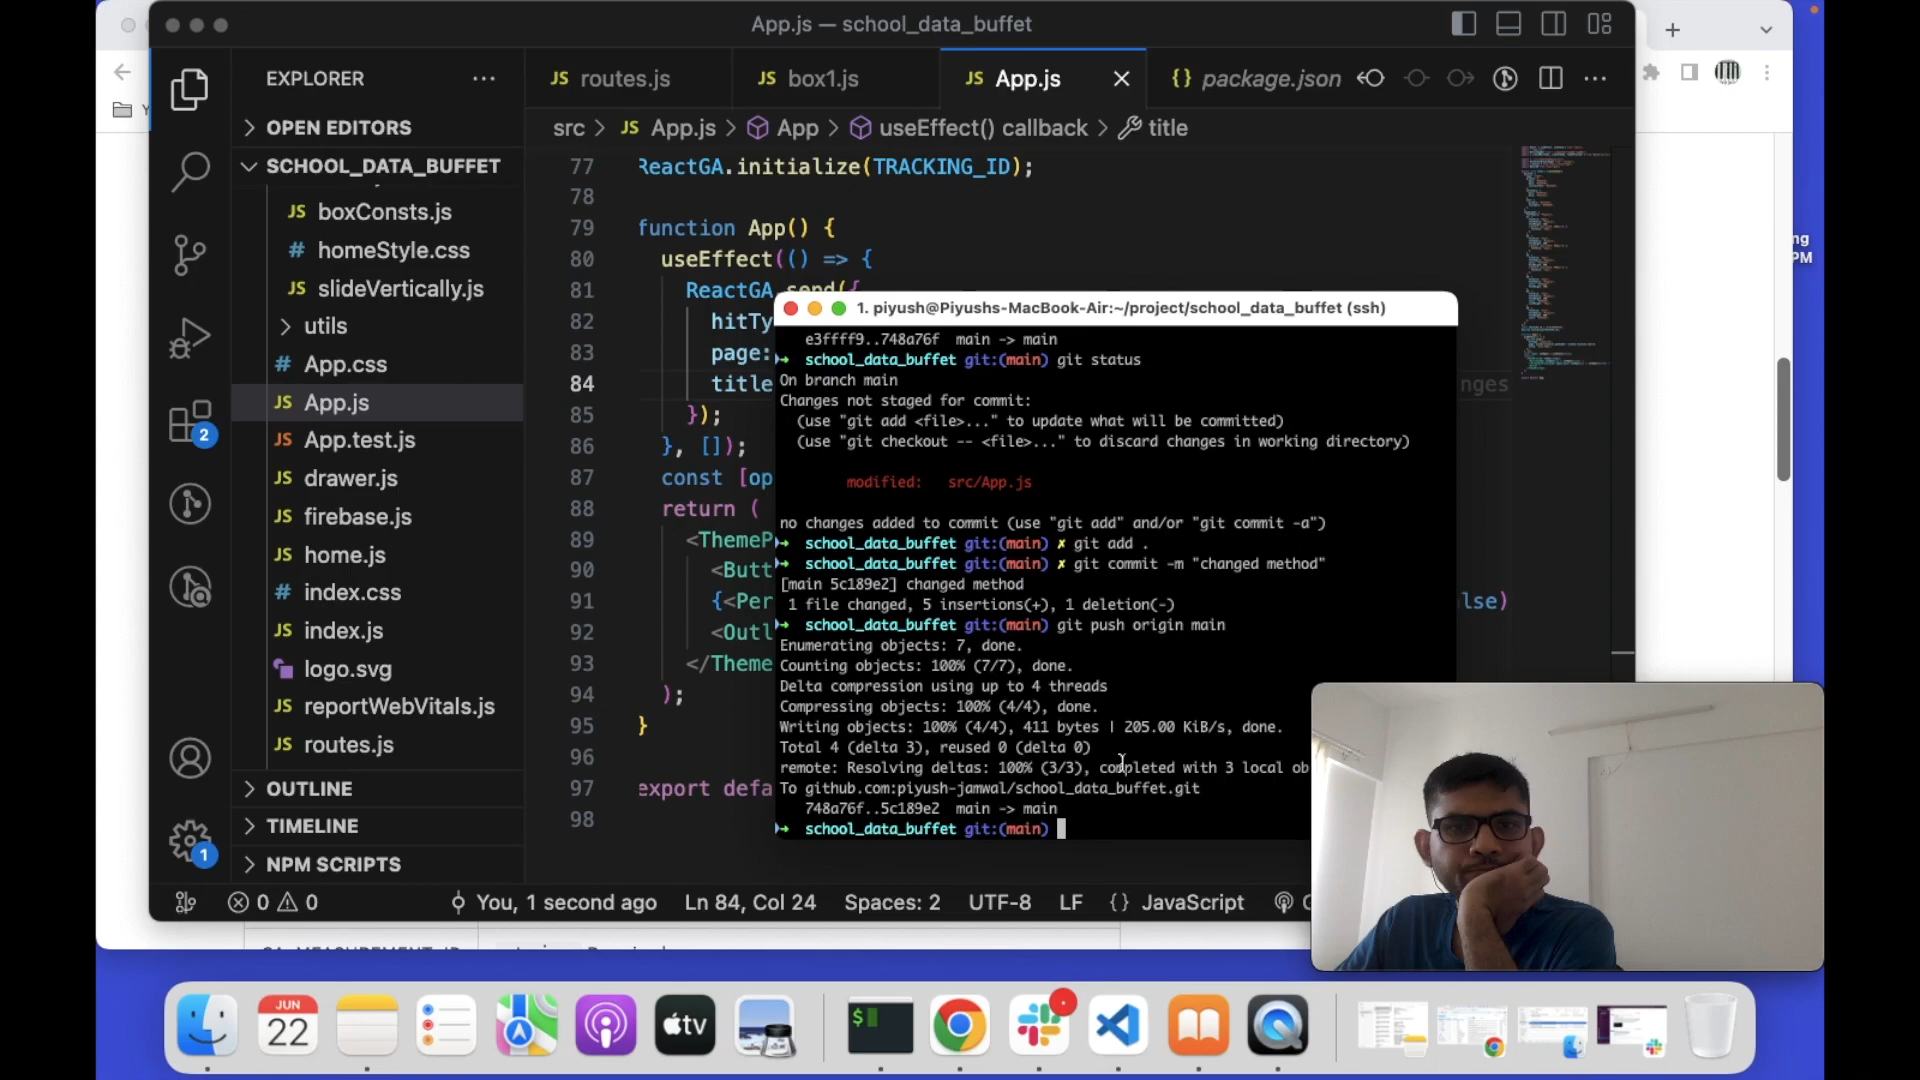 App.js — school_data_buffet
EXPLORER
JS routes.js
JS box1.js
JS App.js
{} package.json
OPEN EDITORS
src > JS App.js > App > useEffect() callback > title
SCHOOL_DATA_BUFFET
JS boxConsts.js
# homeStyle.css
JS slideVertically.js
utils
# App.css
JS App.js
JS App.test.js
JS drawer.js
JS firebase.js
JS home.js
# index.css
JS index.js
logo.svg
JS reportWebVitals.js
JS routes.js
OUTLINE
TIMELINE
NPM SCRIPTS
2
1
77 ReactGA.initialize(TRACKING_ID);
78
79 function App() {
80 useEffect(() => {
81 ReactGA.send({
82 hitTy
83 page:
84 title
nges
85 });
86 }, []);
87 const [op
88 return (
89 <ThemeP
90 <Butt
91 {<Per
lse)
92 <Outl
93 </Theme
94 );
95 }
96
97 export defa
98
1. piyush@Piyushs-MacBook-Air:~/project/school_data_buffet (ssh)
e3ffff9..748a76f main -> main
➜ school_data_buffet git:(main) git status
On branch main
Changes not staged for commit:
(use "git add <file>..." to update what will be committed)
(use "git checkout -- <file>..." to discard changes in working directory)
modified: src/App.js
no changes added to commit (use "git add" and/or "git commit -a")
➜ school_data_buffet git:(main) ✗ git add .
➜ school_data_buffet git:(main) ✗ git commit -m "changed method"
[main 5c189e2] changed method
1 file changed, 5 insertions(+), 1 deletion(-)
➜ school_data_buffet git:(main) git push origin main
Enumerating objects: 7, done.
Counting objects: 100% (7/7), done.
Delta compression using up to 4 threads
Compressing objects: 100% (4/4), done.
Writing objects: 100% (4/4), 411 bytes | 205.00 KiB/s, done.
Total 4 (delta 3), reused 0 (delta 0)
remote: Resolving deltas: 100% (3/3), completed with 3 local ob
To github.com:piyush-jamwal/school_data_buffet.git
748a76f..5c189e2 main -> main
➜ school_data_buffet git:(main)
0 0
You, 1 second ago
Ln 84, Col 24
Spaces: 2
UTF-8
LF
{} JavaScript
ng
PM
JUN
22
tv
$